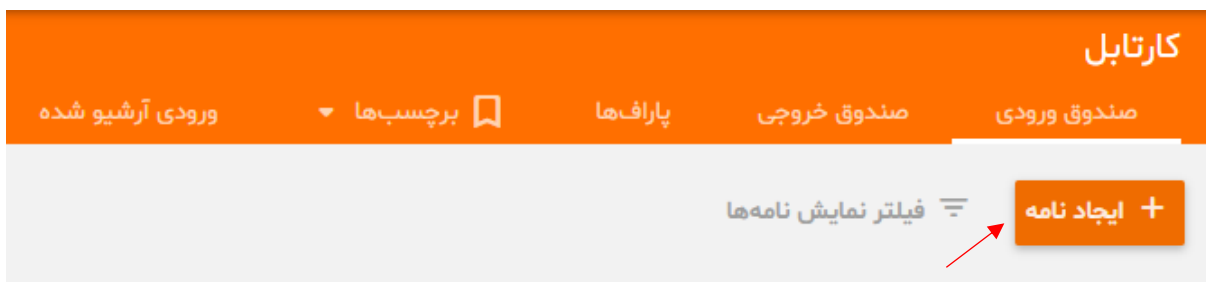 کارتابل
صندوق ورودی صندوق خروجی پاراف‌ها برچسب‌ها ورودی آرشیو شده
+ ایجاد نامه فیلتر نمایش نامه‌ها